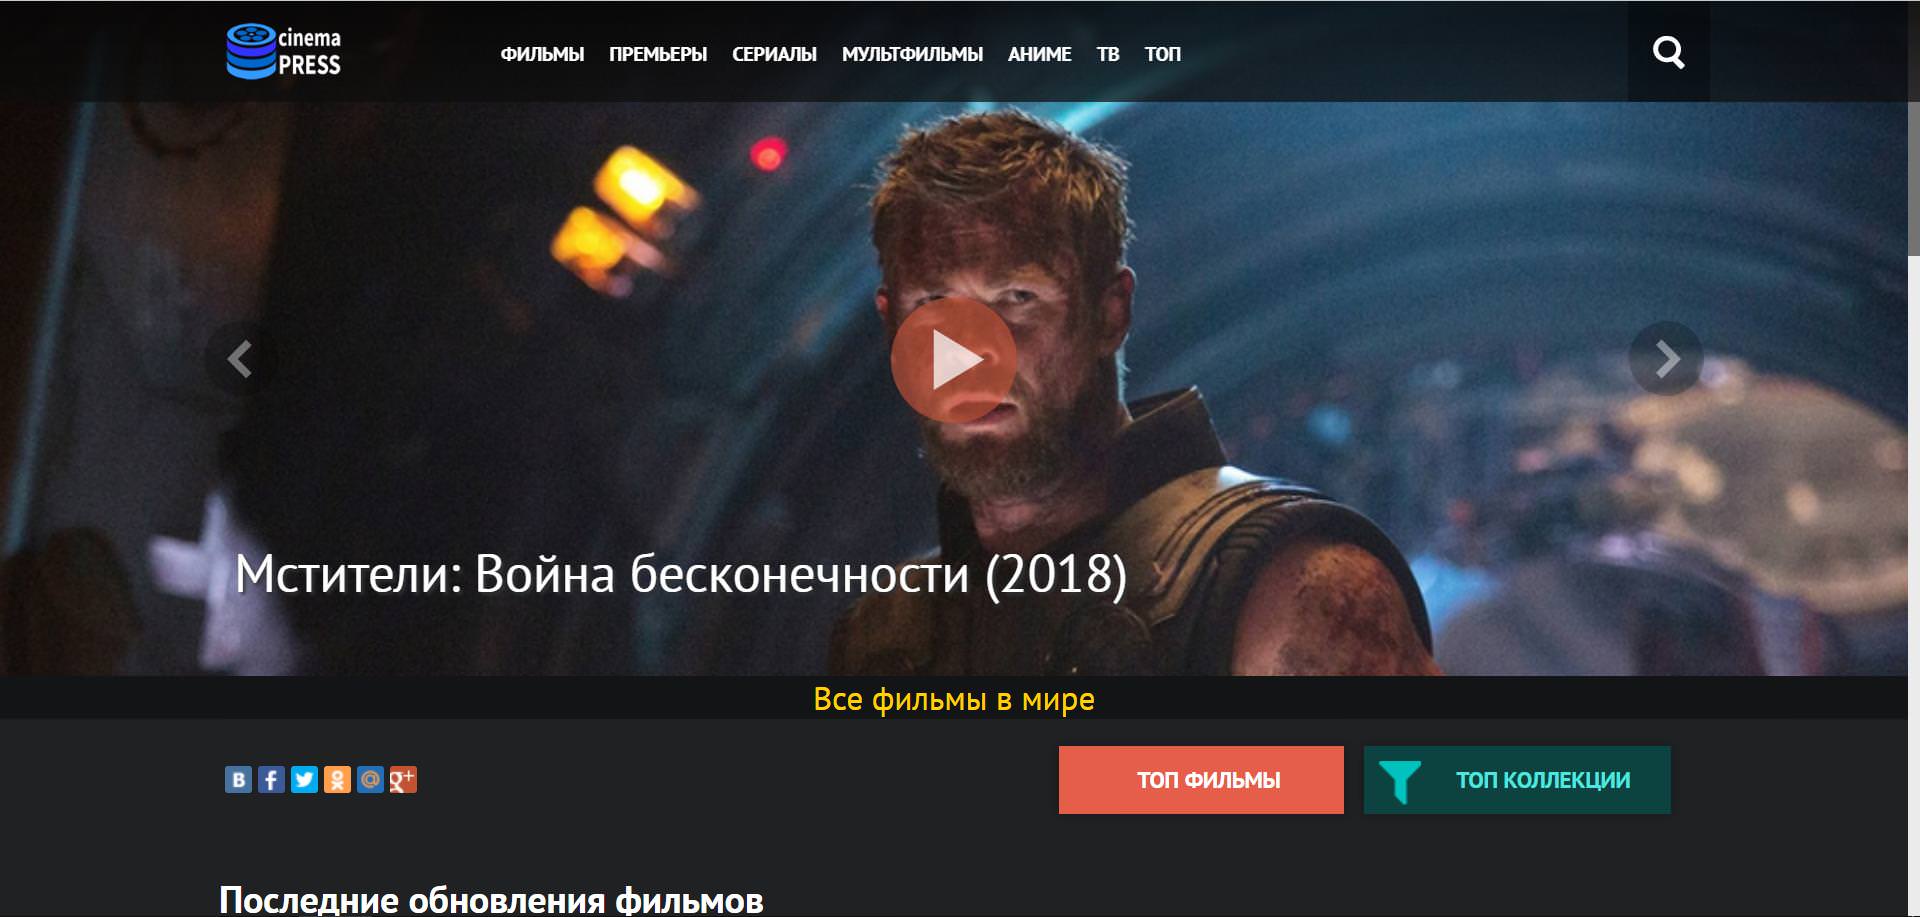 cinema
PRESS
ФИЛЬМЫ ПРЕМЬЕРЫ СЕРИАЛЫ МУЛЬТФИЛЬМЫ АНИМЕ ТВ ТОП
Мстители: Война бесконечности (2018)
Все фильмы в мире
В f @ g+
ТОП ФИЛЬМЫ
ТОП КОЛЛЕКЦИИ
Последние обновления фильмов